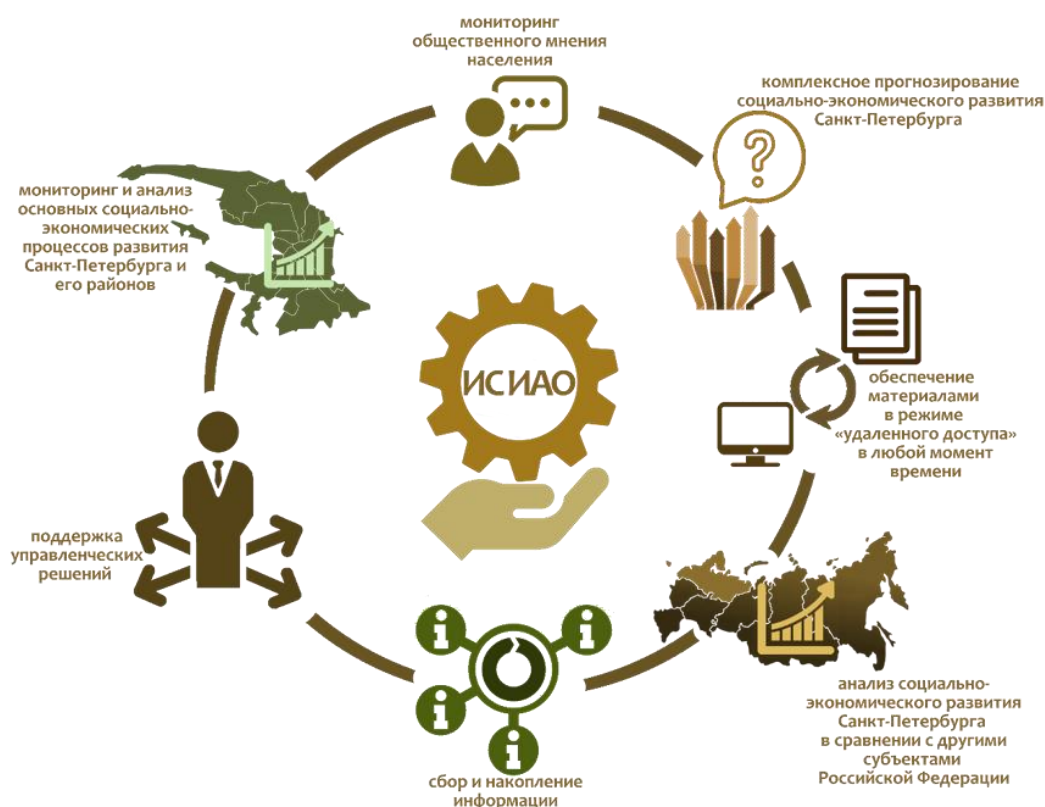 мониторинг
общественного мнения
населения
комплексное прогнозирование
социально-экономического развития
Санкт-Петербурга
?
мониторинг и анализ
основных социально-
экономических
процессов развития
Санкт-Петербурга и
его районов
ИС ИАО
обеспечение
материалами
в режиме
«удаленного доступа»
в любой момент
времени
поддержка
управленческих
решений
i
i
i
i
анализ социально-
экономического развития
Санкт-Петербурга
в сравнении с другими
субъектами
Российской Федерации
сбор и накопление
информации